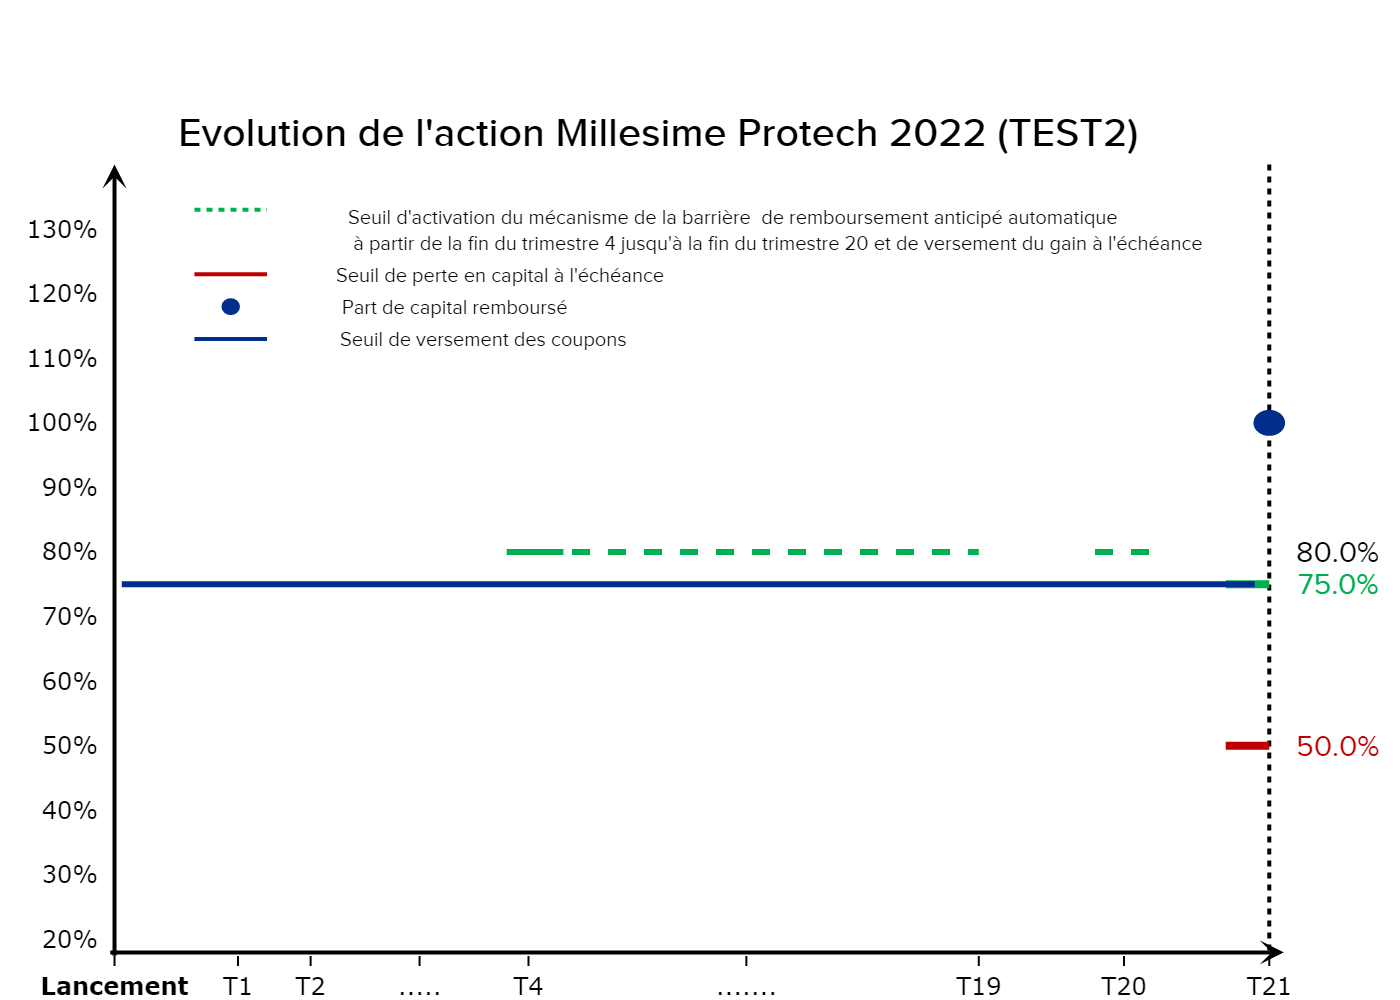 Evolution de l'action Millesime Protech 2022 (TEST2)
Seuil d'activation du mécanisme de la barrière  de remboursement anticipé automatique
à partir de la fin du trimestre 4 jusqu'à la fin du trimestre 20 et de versement du gain à l'échéance
Seuil de perte en capital à l'échéance
Part de capital remboursé
Seuil de versement des coupons
130%
120%
110%
100%
90%
80%
70%
60%
50%
40%
30%
20%
80.0%
75.0%
50.0%
Lancement T1 T2 ..... T4 ....... T19 T20 T21